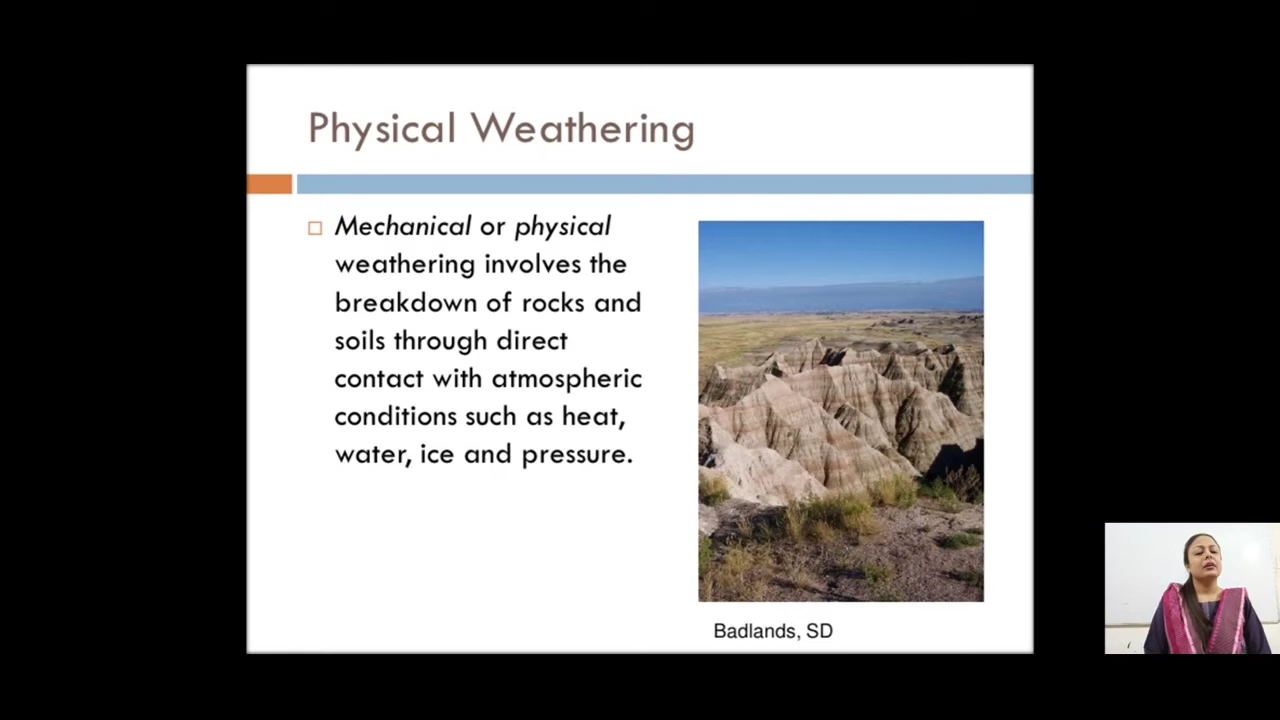 Physical Weathering
Mechanical or physical
weathering involves the
breakdown of rocks and
soils through direct
contact with atmospheric
conditions such as heat,
water, ice and pressure.
Badlands, SD